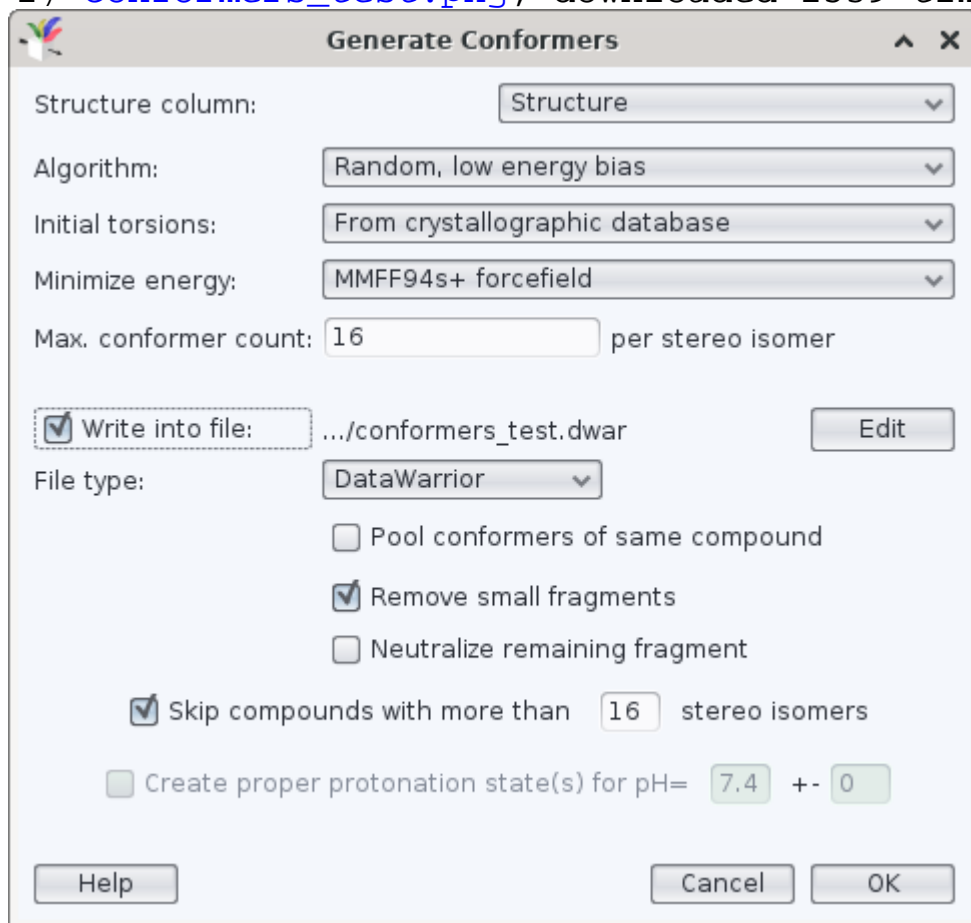 Generate Conformers
Structure column: Structure
Algorithm: Random, low energy bias
Initial torsions: From crystallographic database
Minimize energy: MMFF94s+ forcefield
Max. conformer count: 16 per stereo isomer
Write into file: .../conformers_test.dwar Edit
File type: DataWarrior
Pool conformers of same compound
Remove small fragments
Neutralize remaining fragment
Skip compounds with more than 16 stereo isomers
Create proper protonation state(s) for pH= 7.4 +- 0
Help Cancel OK